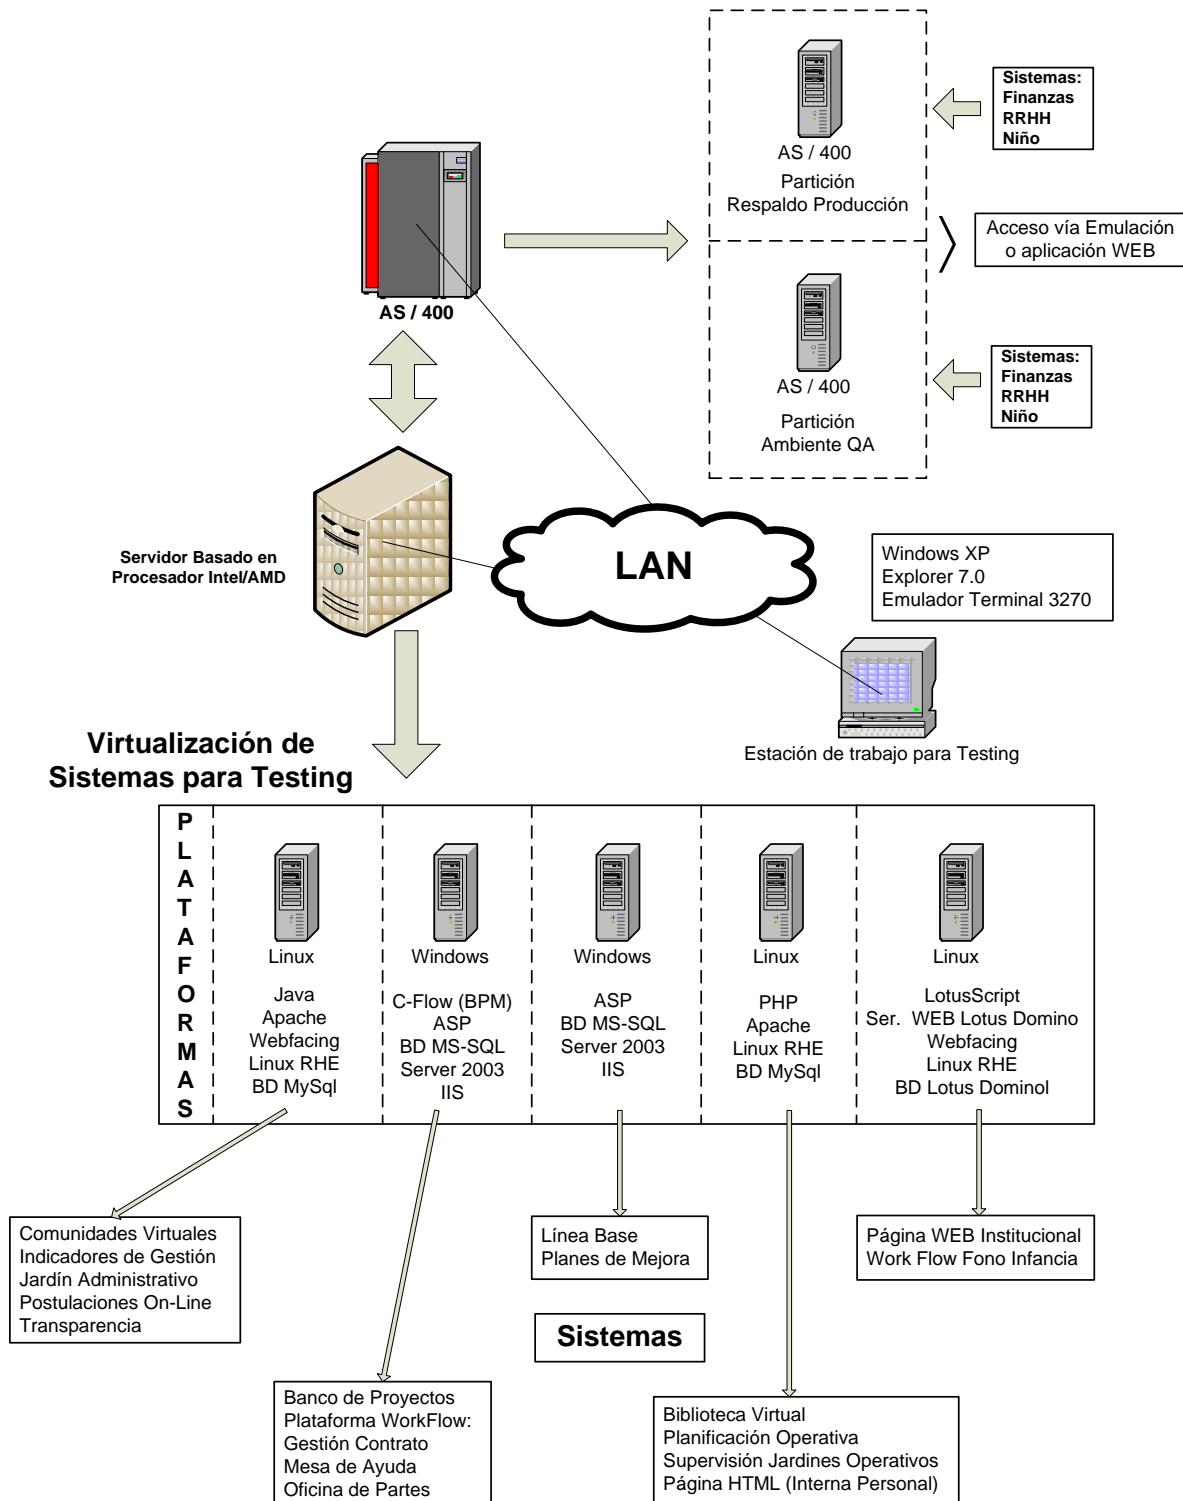 AS / 400
Partición
Respaldo Producción
Sistemas:
Finanzas
RRHH
Niño
AS / 400
Acceso vía Emulación
o aplicación WEB
AS / 400
Partición
Ambiente QA
Sistemas:
Finanzas
RRHH
Niño
Servidor Basado en
Procesador Intel/AMD
LAN
Windows XP
Explorer 7.0
Emulador Terminal 3270
Estación de trabajo para Testing
Virtualización de
Sistemas para Testing
PLATAFORMAS
Linux
Java
Apache
Webfacing
Linux RHE
BD MySql
Windows
C-Flow (BPM)
ASP
BD MS-SQL
Server 2003
IIS
Windows
ASP
BD MS-SQL
Server 2003
IIS
Linux
PHP
Apache
Linux RHE
BD MySql
Linux
LotusScript
Ser. WEB Lotus Domino
Webfacing
Linux RHE
BD Lotus Dominol
Comunidades Virtuales
Indicadores de Gestión
Jardín Administrativo
Postulaciones On-Line
Transparencia
Línea Base
Planes de Mejora
Página WEB Institucional
Work Flow Fono Infancia
Sistemas
Banco de Proyectos
Plataforma WorkFlow:
Gestión Contrato
Mesa de Ayuda
Oficina de Partes
Biblioteca Virtual
Planificación Operativa
Supervisión Jardines Operativos
Página HTML (Interna Personal)